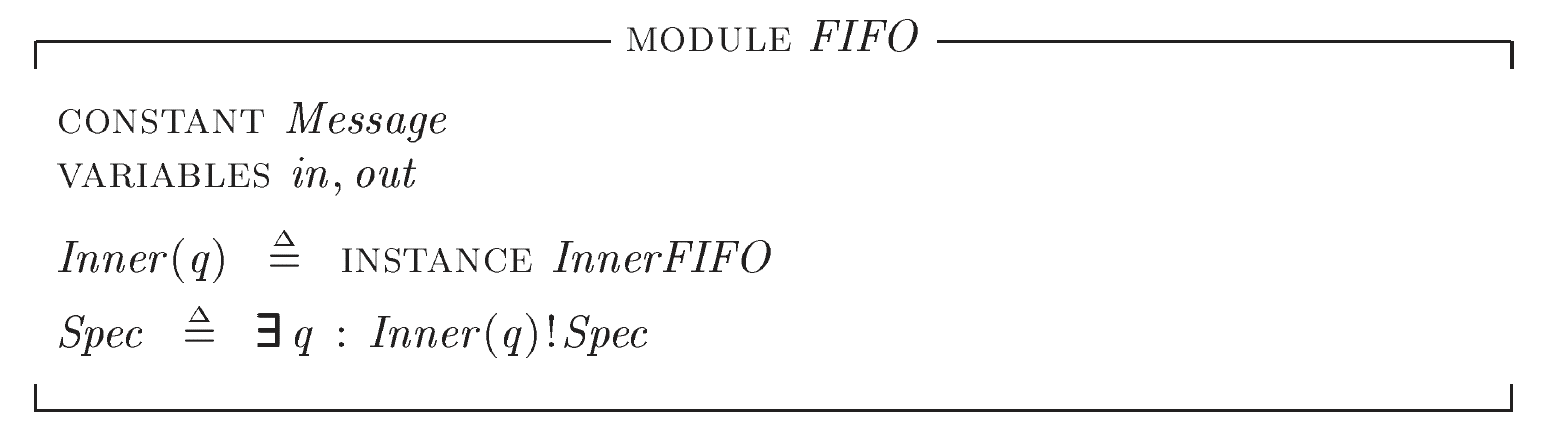 MODULE FIFO
CONSTANT Message
VARIABLES in, out
Inner(q) ≜ INSTANCE InnerFIFO
Spec ≜ ∃ q : Inner(q)!Spec